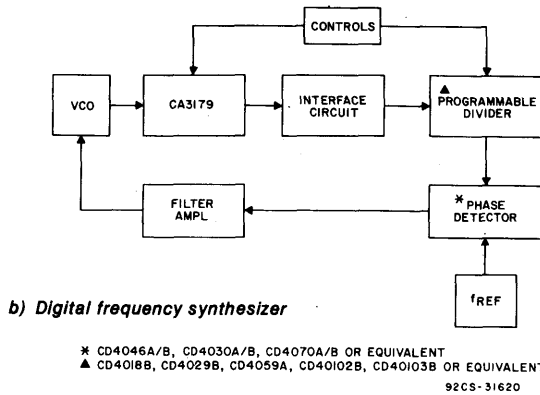 CONTROLS
VCO
CA3179
INTERFACE
CIRCUIT
▲ PROGRAMMABLE
DIVIDER
FILTER
AMPL
* PHASE
DETECTOR
fREF
b) Digital frequency synthesizer
* CD4046A/B, CD4030A/B, CD4070A/B OR EQUIVALENT
▲ CD4018B, CD4029B, CD4059A, CD40102B, CD40103B OR EQUIVALENT
92CS-31620